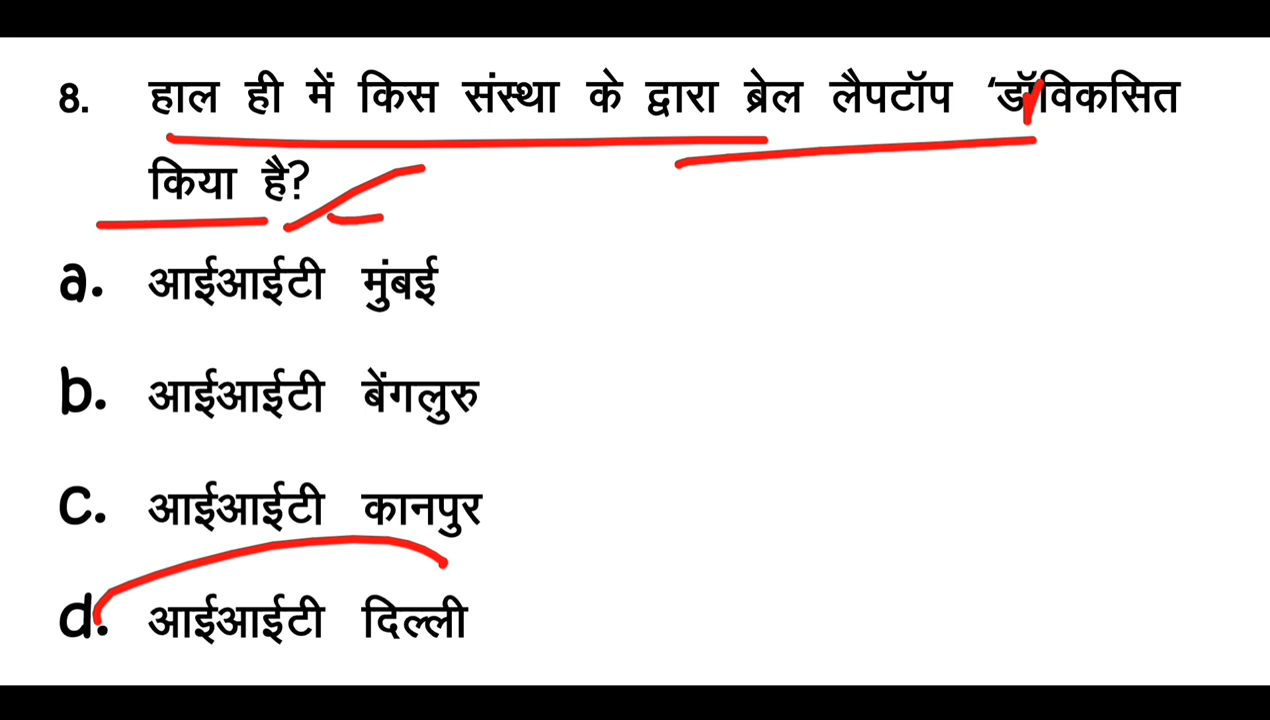 8. हाल ही में किस संस्था के द्वारा ब्रेल लैपटॉप ‘डॉविकसित
किया है?
a. आईआईटी मुंबई
b. आईआईटी बेंगलुरु
c. आईआईटी कानपुर
d. आईआईटी दिल्ली